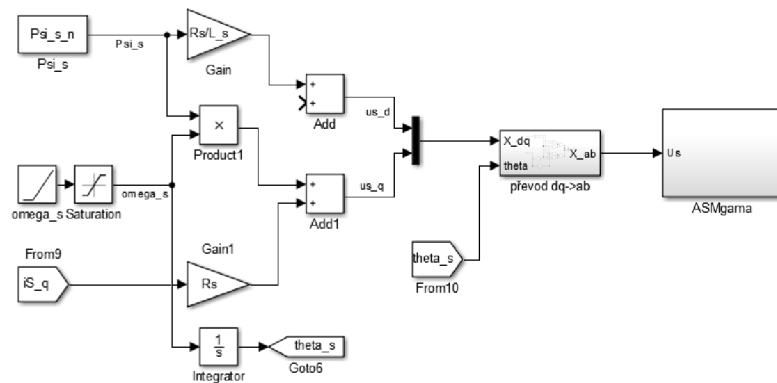 Psi_s_n
Psi_s
Psi_s
Rs/L_s
Gain
+
+
Add
us_d
×
Product1
omega_s
Saturation
omega_s
+
+
Add1
us_q
X_dq
theta
X_ab
převod dq->ab
Us
ASMgama
From9
iS_q
Gain1
Rs
theta_s
From10
1
s
Integrator
theta_s
Goto6